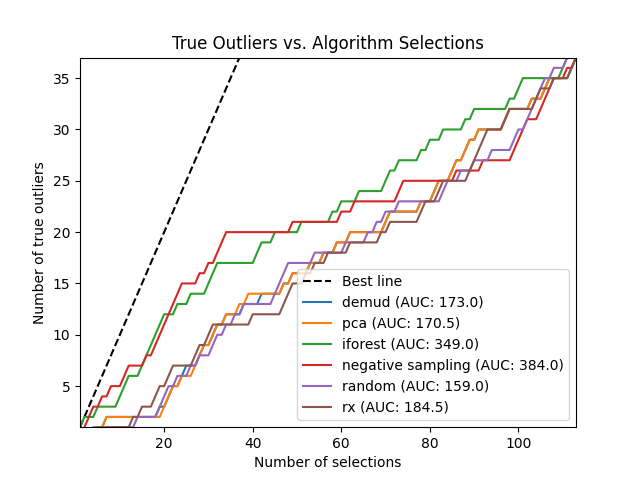 True Outliers vs. Algorithm Selections
Number of true outliers
35
30
25
20
15
10
5
Best line
demud (AUC: 173.0)
pca (AUC: 170.5)
iforest (AUC: 349.0)
negative sampling (AUC: 384.0)
random (AUC: 159.0)
rx (AUC: 184.5)
20 40 60 80 100
Number of selections